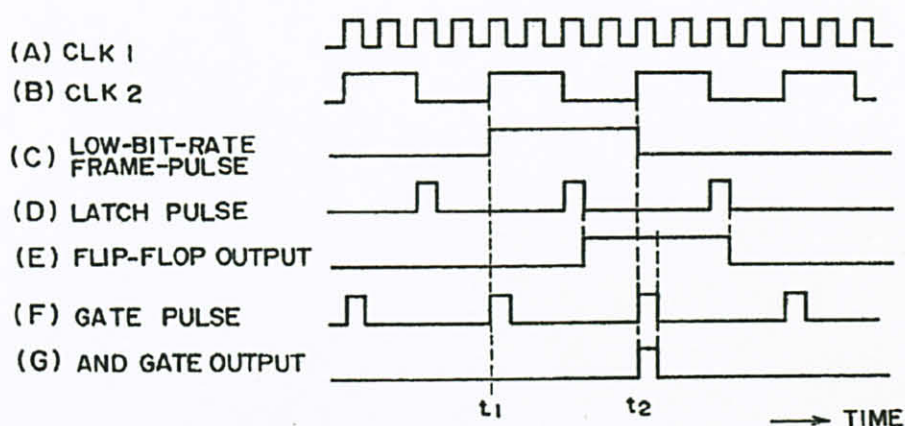 (A) CLK 1
(B) CLK 2
(C) LOW-BIT-RATE
FRAME-PULSE
(D) LATCH PULSE
(E) FLIP-FLOP OUTPUT
(F) GATE PULSE
(G) AND GATE OUTPUT
t1 t2
TIME